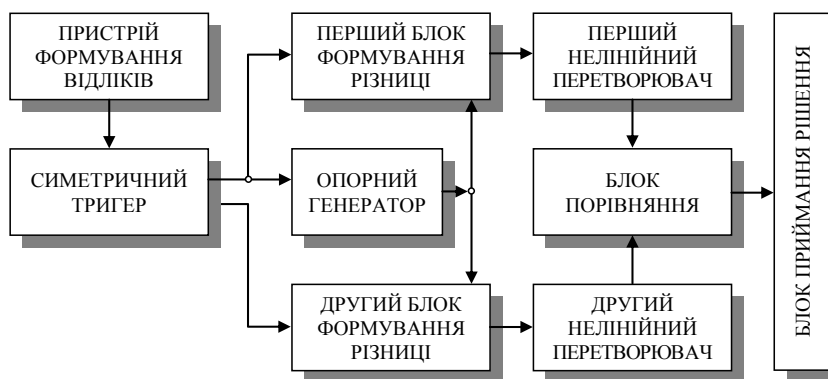 ПРИСТРІЙ
ФОРМУВАННЯ
ВІДЛІКІВ
ПЕРШИЙ БЛОК
ФОРМУВАННЯ
РІЗНИЦІ
ПЕРШИЙ
НЕЛІНІЙНИЙ
ПЕРЕТВОРЮВАЧ
СИМЕТРИЧНИЙ
ТРИГЕР
ОПОРНИЙ
ГЕНЕРАТОР
БЛОК
ПОРІВНЯННЯ
ДРУГИЙ БЛОК
ФОРМУВАННЯ
РІЗНИЦІ
ДРУГИЙ
НЕЛІНІЙНИЙ
ПЕРЕТВОРЮВАЧ
БЛОК ПРИЙМАННЯ РІШЕННЯ